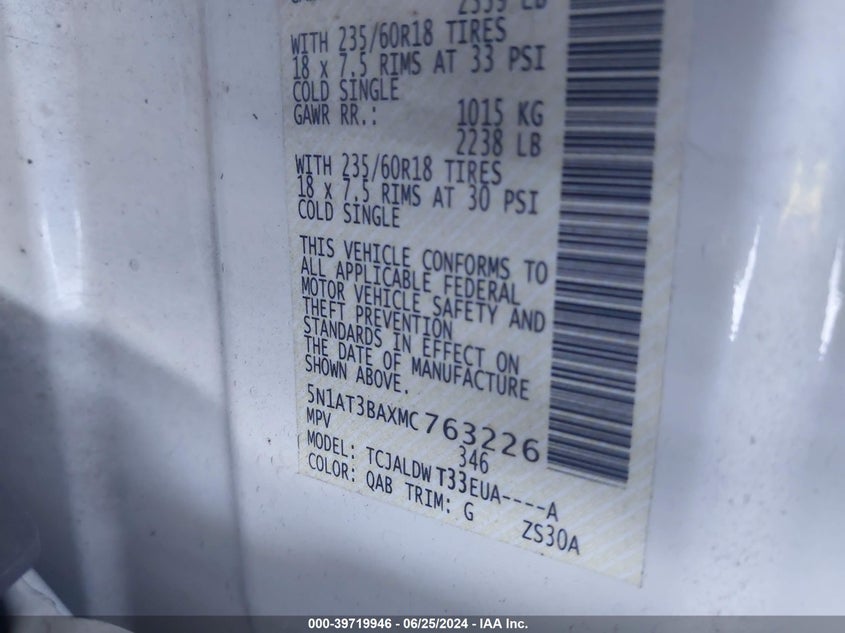 2559 LB
WITH 235/60R18 TIRES
18 x 7.5 RIMS AT 33 PSI
COLD SINGLE
GAWR RR.: 1015 KG
2238 LB
WITH 235/60R18 TIRES
18 x 7.5 RIMS AT 30 PSI
COLD SINGLE
THIS VEHICLE CONFORMS TO
ALL APPLICABLE FEDERAL
MOTOR VEHICLE SAFETY AND
THEFT PREVENTION
STANDARDS IN EFFECT ON
THE DATE OF MANUFACTURE
SHOWN ABOVE.
5N1AT3BAXMC763226
MPV 346
MODEL: TCJALDWT33EUA----A
COLOR: QAB TRIM: G ZS30A
000-39719946 - 06/25/2024 - IAA Inc.